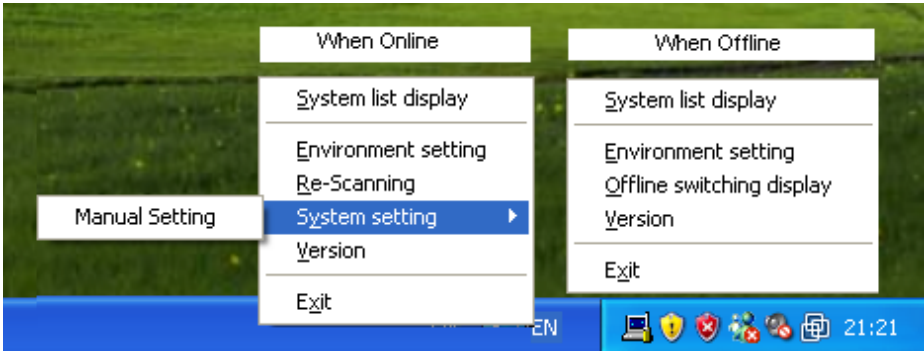 When Online
System list display
Environment setting
Re-Scanning
System setting
Manual Setting
Version
Exit
When Offline
System list display
Environment setting
Offline switching display
Version
Exit
EN
21:21